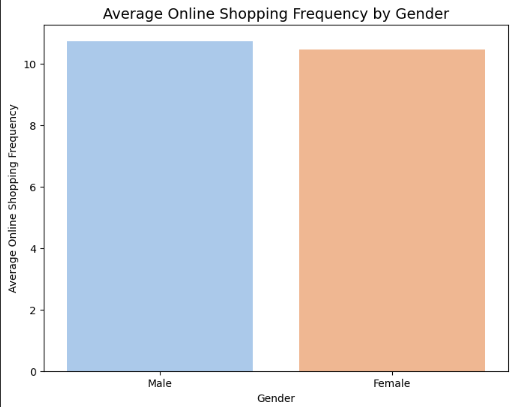 Average Online Shopping Frequency by Gender
Average Online Shopping Frequency
10
8
6
4
2
0
Male Female
Gender